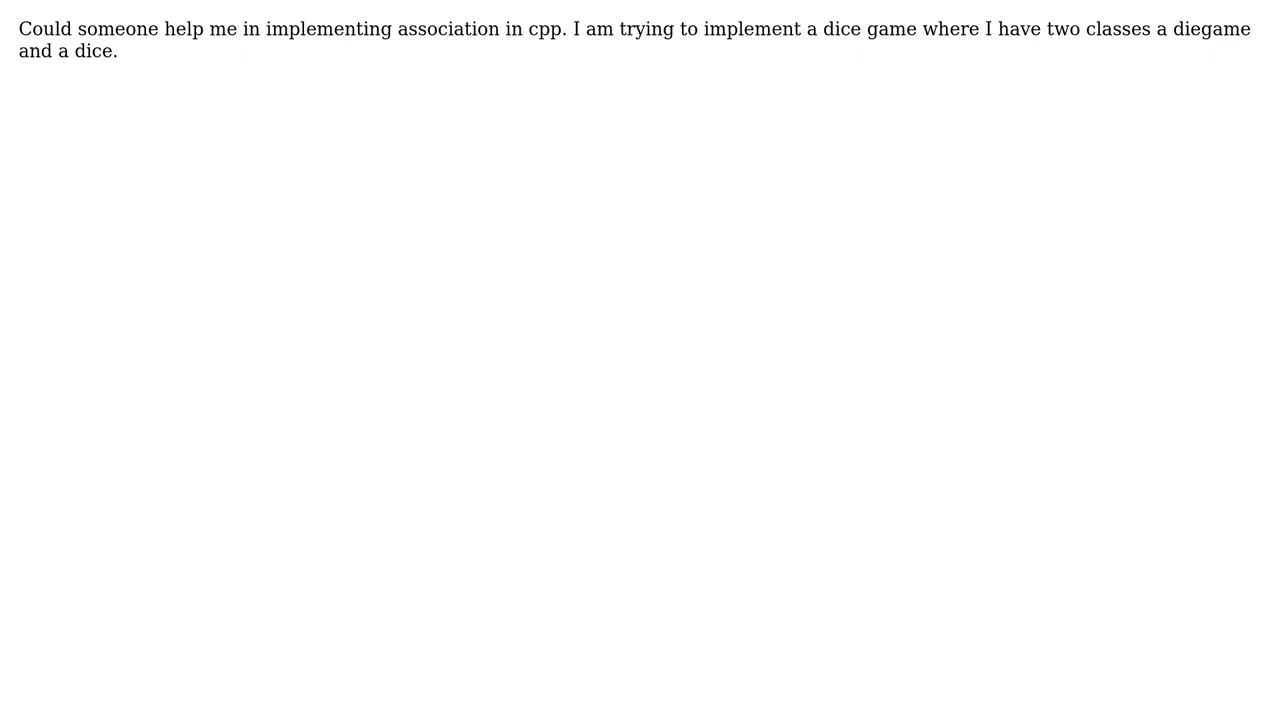 Could someone help me in implementing association in cpp. I am trying to implement a dice game where I have two classes a diegame
and a dice.